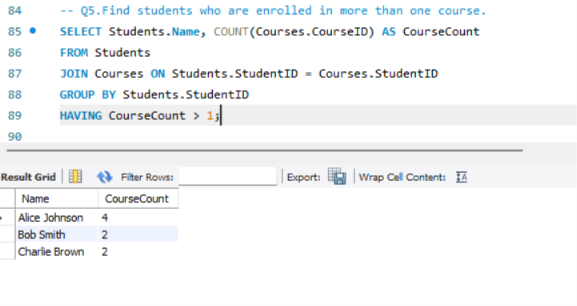 84 -- Q5.Find students who are enrolled in more than one course.
85 SELECT Students.Name, COUNT(Courses.CourseID) AS CourseCount
86 FROM Students
87 JOIN Courses ON Students.StudentID = Courses.StudentID
88 GROUP BY Students.StudentID
89 HAVING CourseCount > 1;
90
Result Grid Filter Rows: Export: Wrap Cell Content:
Name CourseCount
Alice Johnson 4
Bob Smith 2
Charlie Brown 2